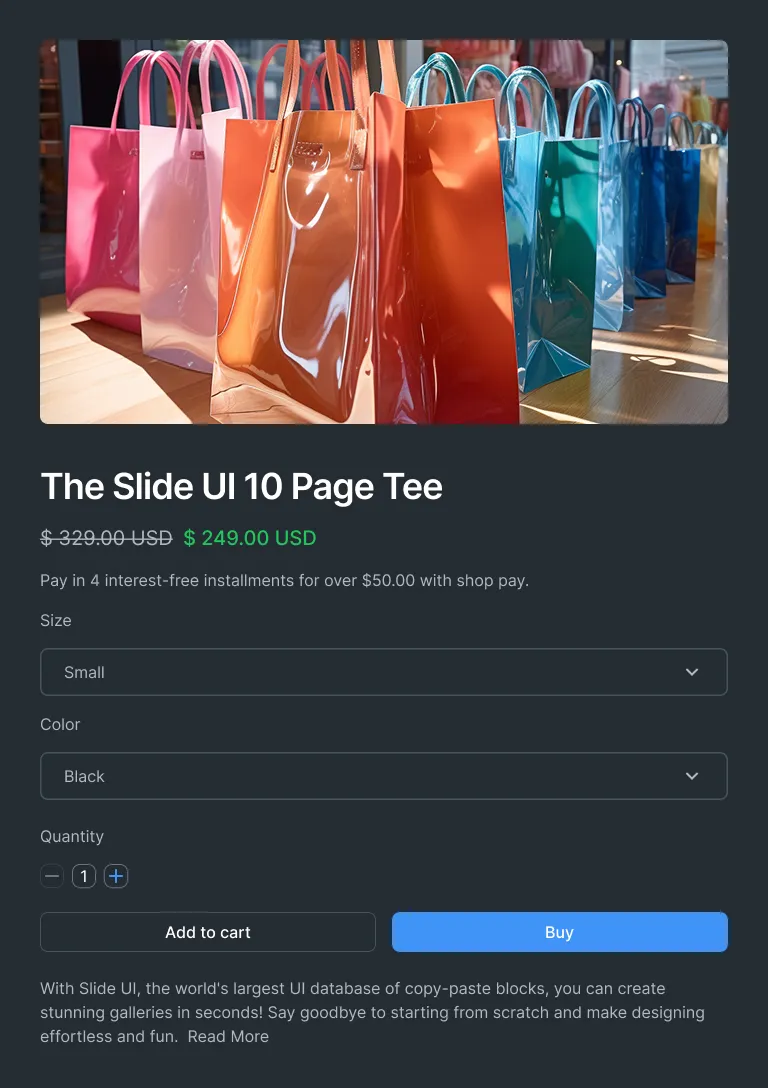 The Slide UI 10 Page Tee
$ 329.00 USD $ 249.00 USD
Pay in 4 interest-free installments for over $50.00 with shop pay.
Size
Small
Color
Black
Quantity
1
Add to cart
Buy
With Slide UI, the world's largest UI database of copy-paste blocks, you can create
stunning galleries in seconds! Say goodbye to starting from scratch and make designing
effortless and fun. Read More